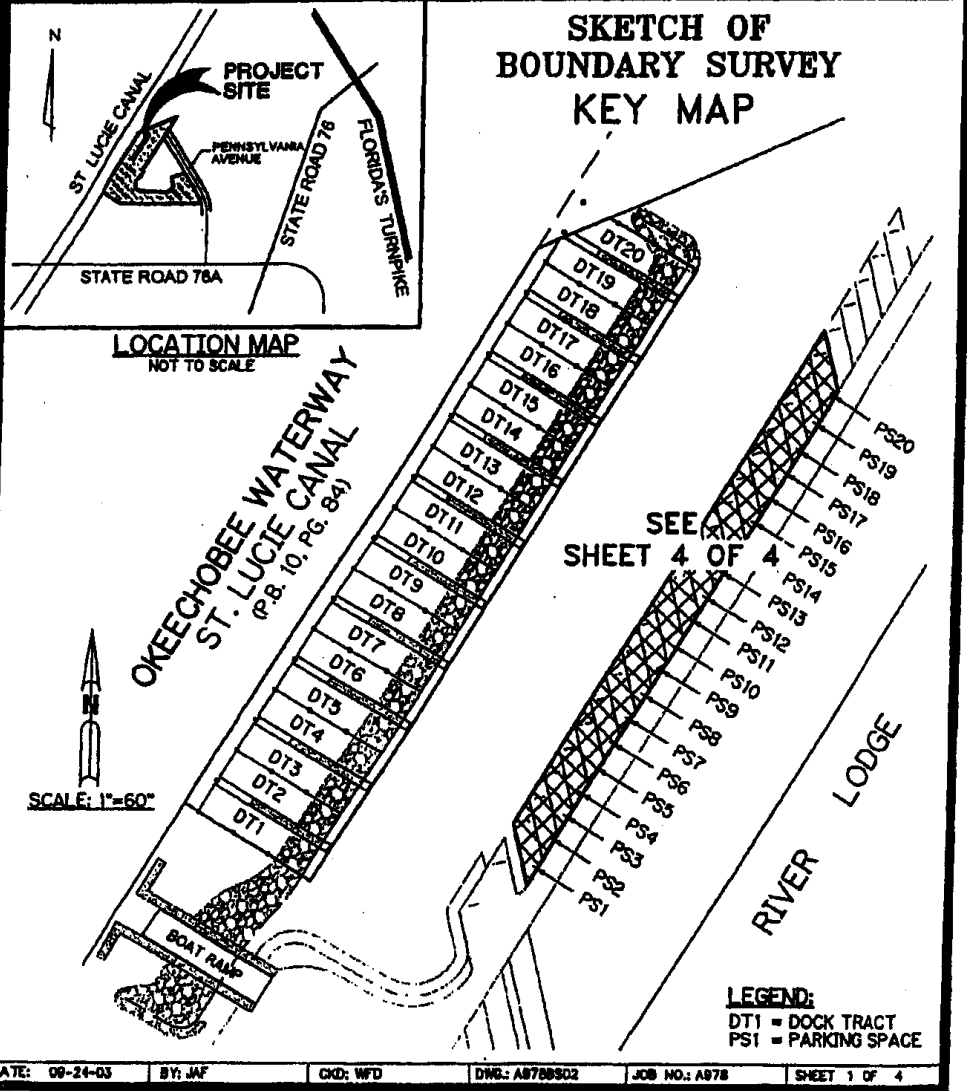 SKETCH OF
BOUNDARY SURVEY
KEY MAP
N
PROJECT
SITE
ST LUCIE CANAL
PENNSYLVANIA
AVENUE
STATE ROAD 76
FLORIDA'S TURNPIKE
STATE ROAD 76A
LOCATION MAP
NOT TO SCALE
OKEECHOBEE WATERWAY
ST. LUCIE CANAL
(P.B. 10, PG. 84)
DT20
DT19
DT18
DT17
DT16
DT15
DT14
DT13
DT12
DT11
DT10
DT9
DT8
DT7
DT6
DT5
DT4
DT3
DT2
DT1
SEE
SHEET 4 OF 4
PS20
PS19
PS18
PS17
PS16
PS15
PS14
PS13
PS12
PS11
PS10
PS9
PS8
PS7
PS6
PS5
PS4
PS3
PS2
PS1
N
SCALE: 1"=60"
BOAT RAMP
RIVER LODGE
LEGEND:
DT1 = DOCK TRACT
PS1 = PARKING SPACE
ATE: 09-24-03 BY: JAF CKD: WFD DWG.: A978BS02 JOB NO.: A978 SHEET 1 OF 4